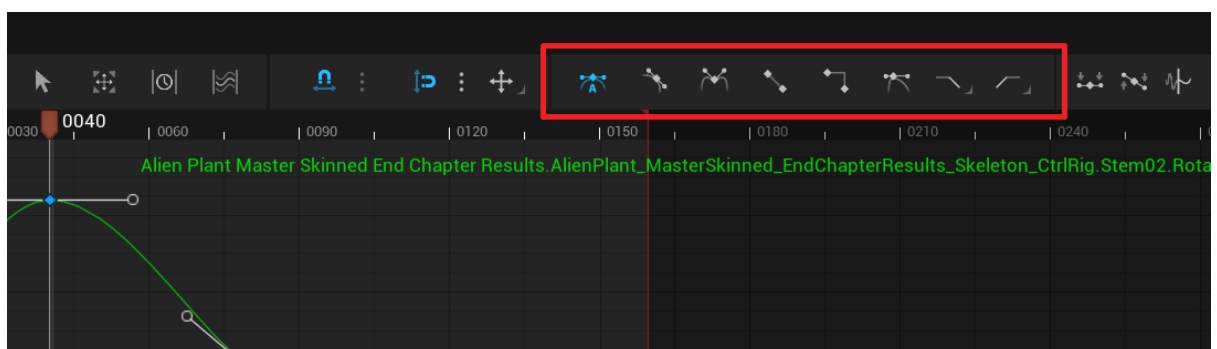 A
0030 0040 0060 0090 0120 0150 0180 0210 0240
Alien Plant Master Skinned End Chapter Results.AlienPlant_MasterSkinned_EndChapterResults_Skeleton_CtrlRig.Stem02.Rota